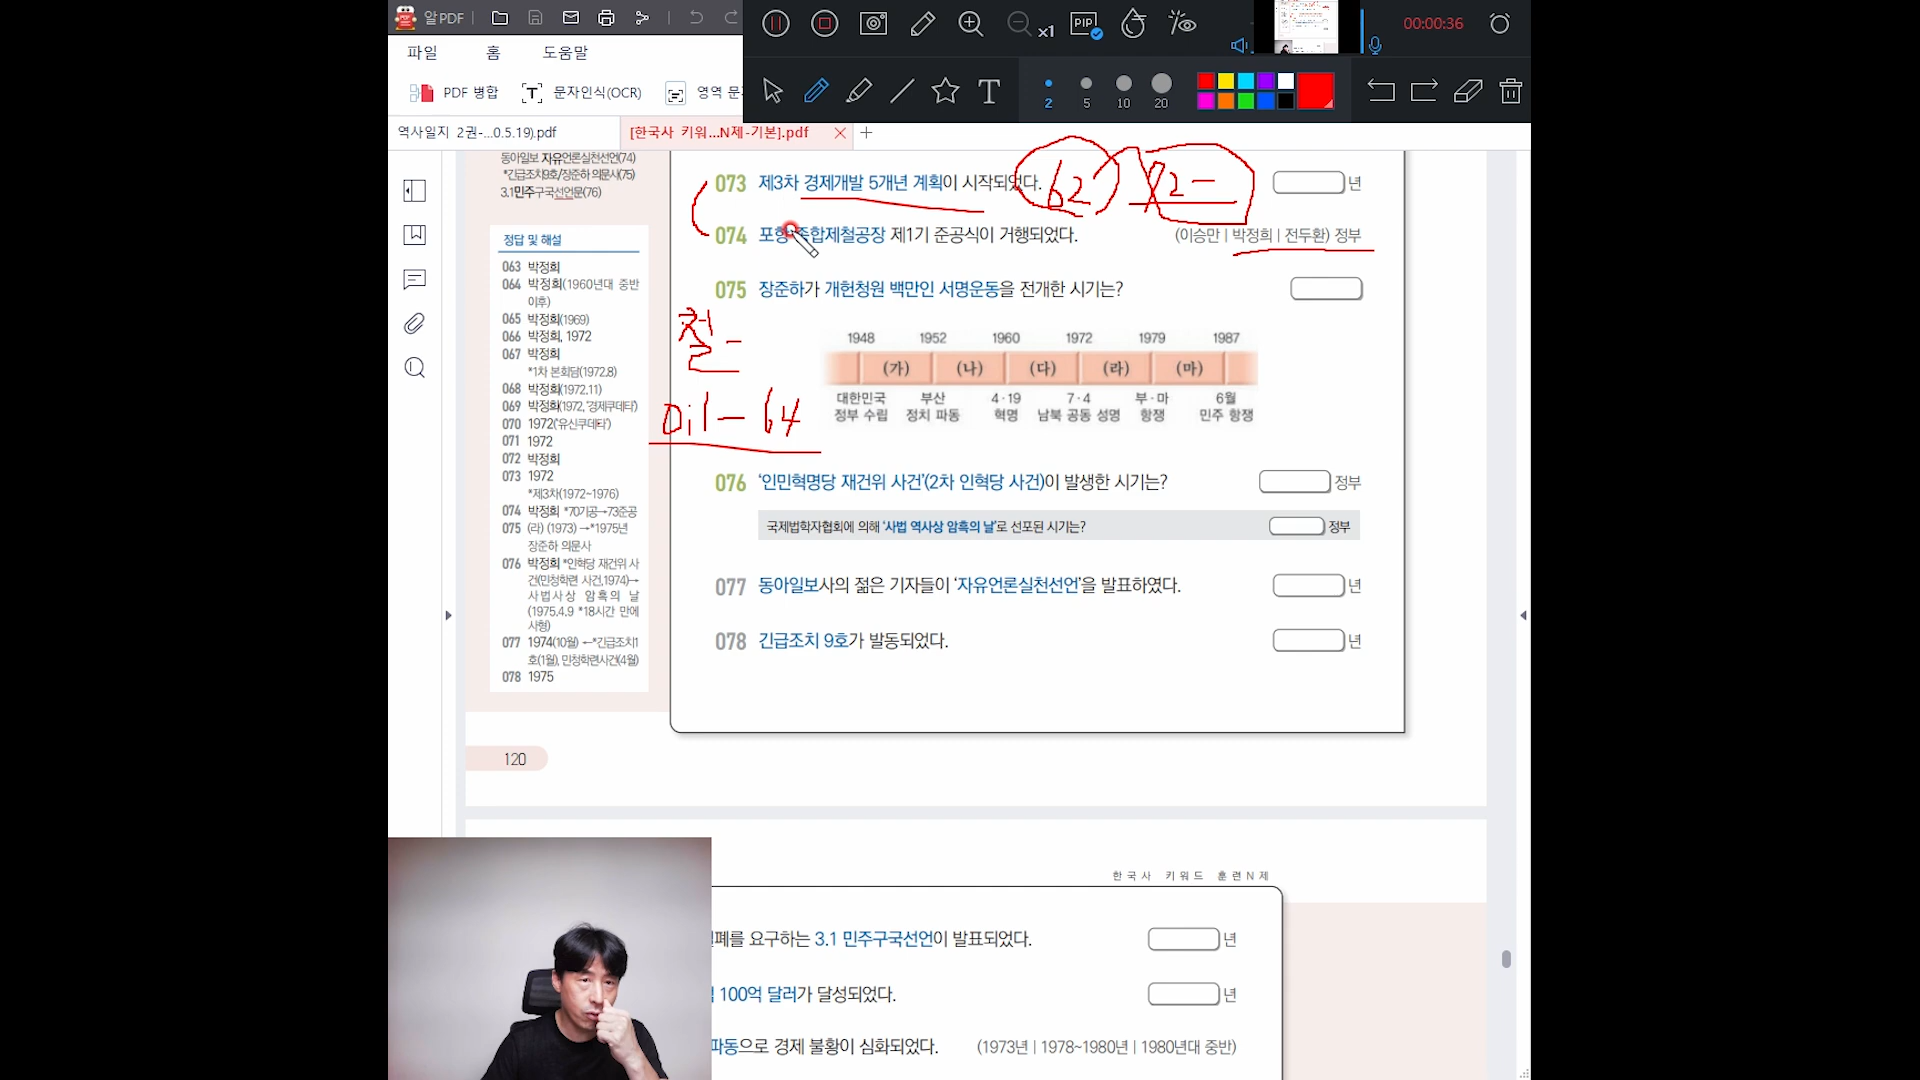 알PDF
00:00:36
x1
PIP
파일 홈 도움말
PDF 병합 문자인식(OCR) 영역 문
2 5 10 20
역사일지 2권-...0.5.19).pdf
[한국사 키워...N제-기본].pdf
동아일보 자유언론실천선언(74)
*긴급조치9호/장준하 의문사(75)
3.1민주구국선언문(76)
정답 및 해설
063 박정희
064 박정희(1960년대 중반
이후)
065 박정희(1969)
066 박정희, 1972
067 박정희
*1차 본회담(1972.8)
068 박정희(1972.11)
069 박정희(1972, '경제쿠데타')
070 1972('유신쿠데타')
071 1972
072 박정희
073 1972
*제3차(1972~1976)
074 박정희 *70기공→73준공
075 (라) (1973) →*1975년
장준하 의문사
076 박정희 *인혁당 재건위 사
건(민청학련 사건,1974)→
사법사상 암흑의 날
(1975.4.9 *18시간 만에
사형)
077 1974(10월) ←*긴급조치1
호(1월), 민청학련사건(4월)
078 1975
120
073 제3차 경제개발 5개년 계획이 시작되었다. 년
62 72-
074 포항 종합제철공장 제1기 준공식이 거행되었다. (이승만 | 박정희 | 전두환) 정부
075 장준하가 개헌청원 백만인 서명운동을 전개한 시기는?
철-
oil-64
1948 1952 1960 1972 1979 1987
(가) (나) (다) (라) (마)
대한민국 부산 4·19 7·4 부·마 6월
정부 수립 정치 파동 혁명 남북 공동 성명 항쟁 민주 항쟁
076 '인민혁명당 재건위 사건'(2차 인혁당 사건)이 발생한 시기는? 정부
국제법학자협회에 의해 '사법 역사상 암흑의 날'로 선포된 시기는? 정부
077 동아일보사의 젊은 기자들이 '자유언론실천선언'을 발표하였다. 년
078 긴급조치 9호가 발동되었다. 년
한국사 키워드 훈련N제
폐를 요구하는 3.1 민주구국선언이 발표되었다. 년
100억 달러가 달성되었다. 년
파동으로 경제 불황이 심화되었다. (1973년 | 1978~1980년 | 1980년대 중반)